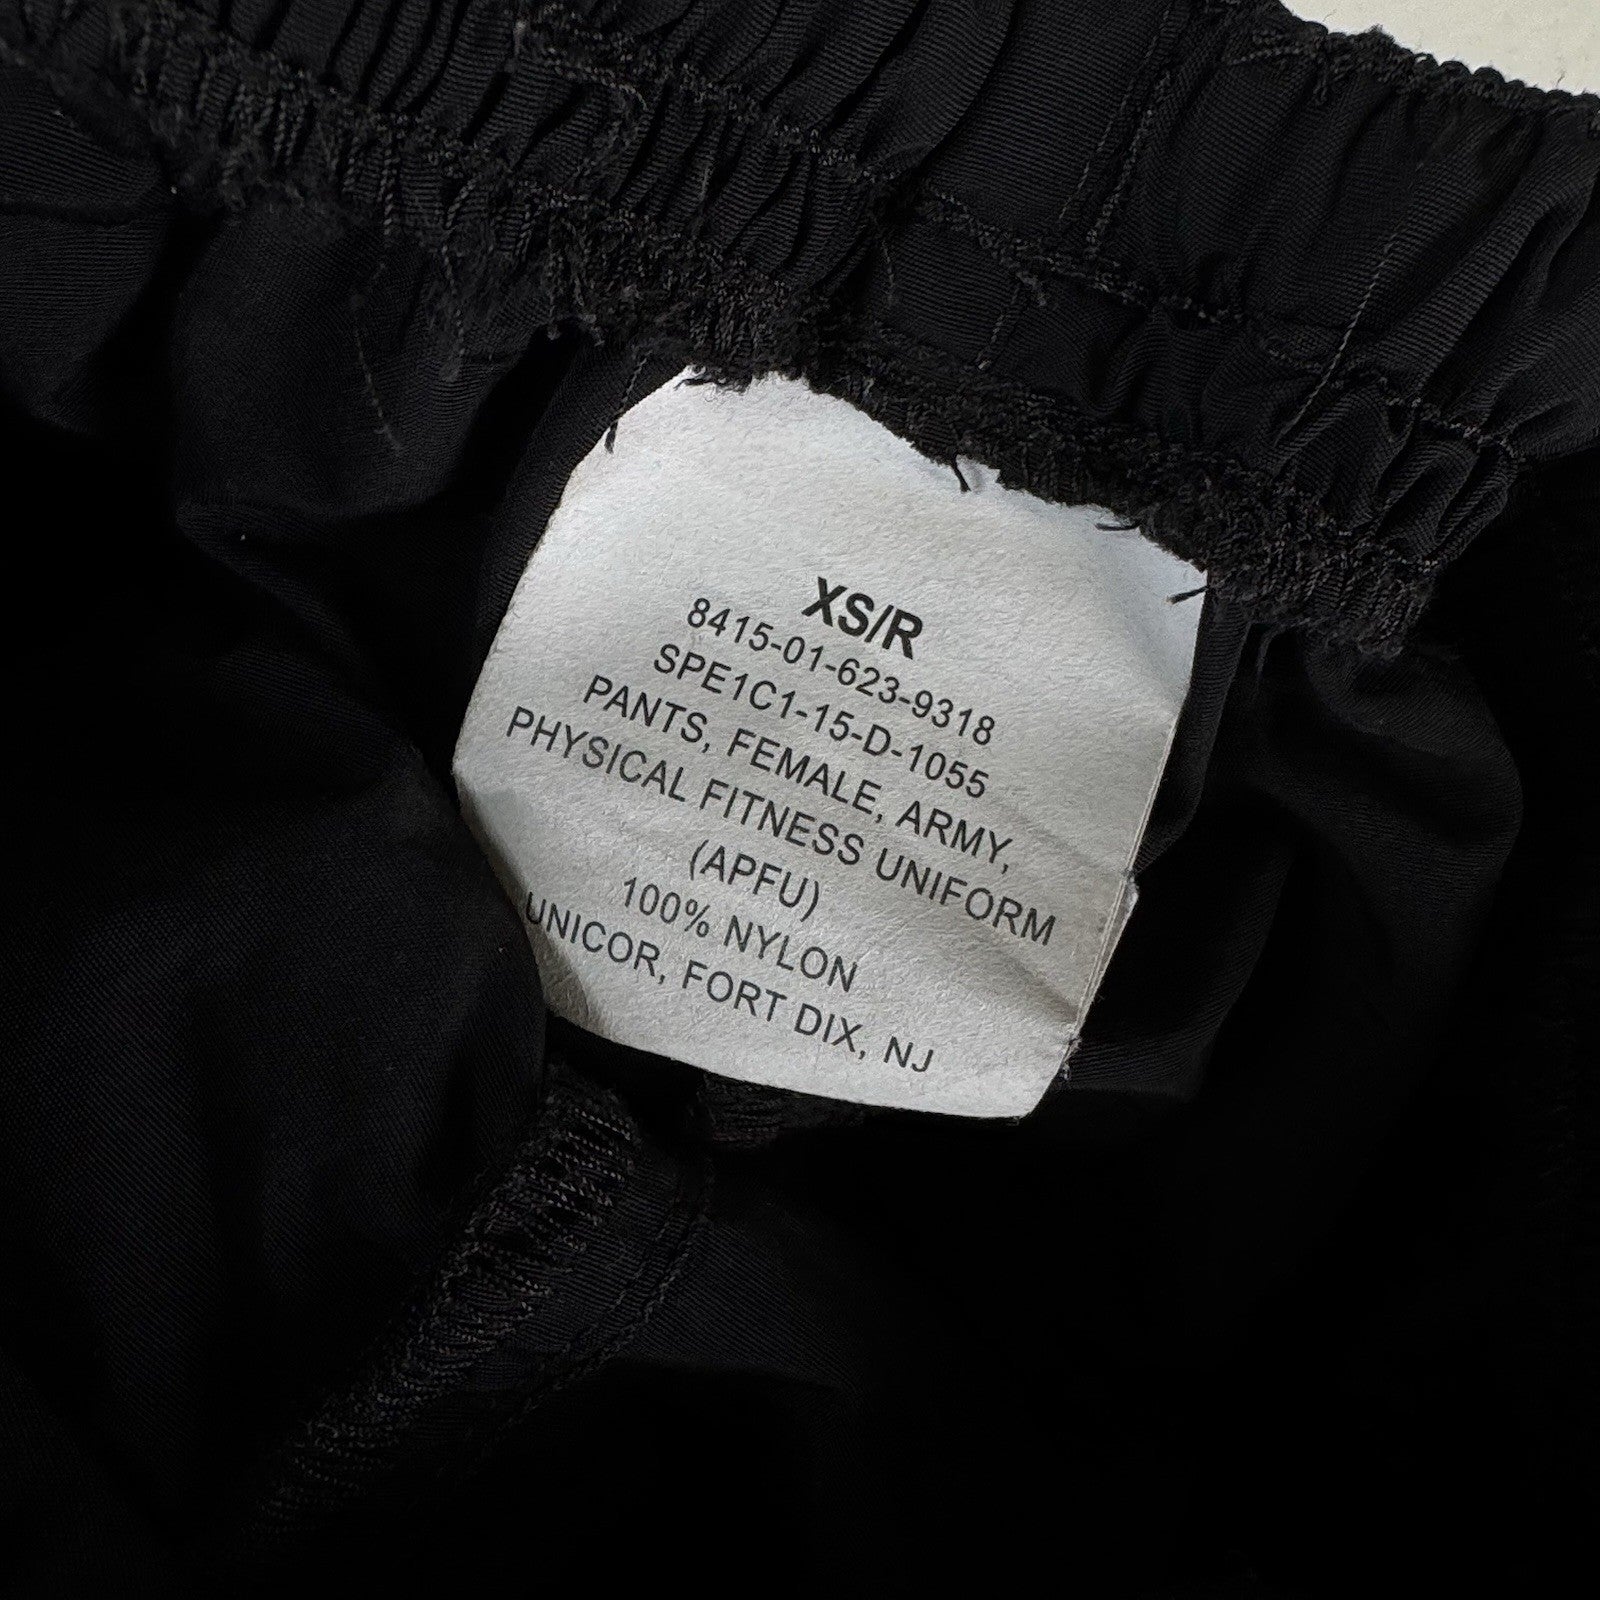 XS/R
8415-01-623-9318
SPE1C1-15-D-1055
PANTS, FEMALE, ARMY,
PHYSICAL FITNESS UNIFORM
(APFU)
100% NYLON
UNICOR, FORT DIX, NJ